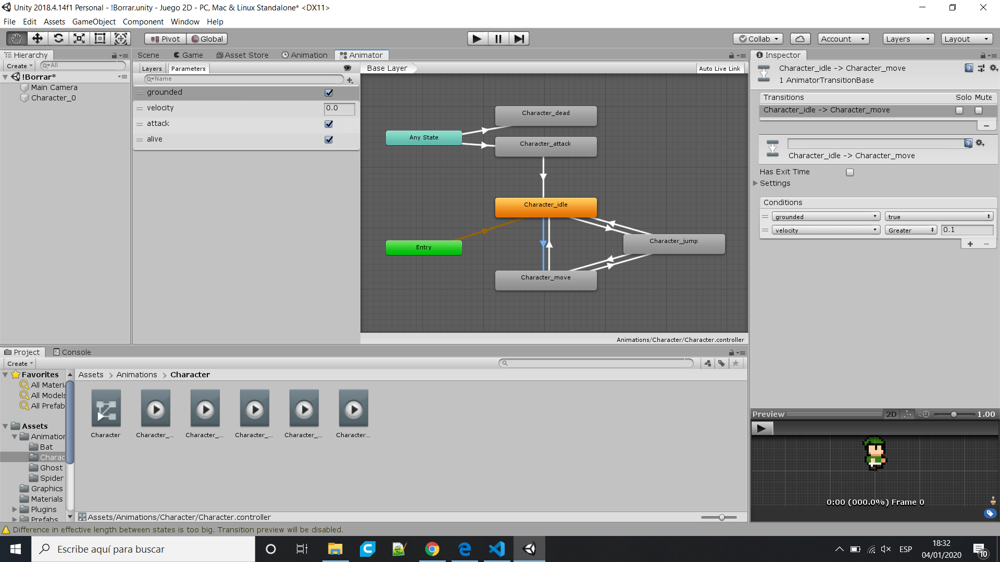 Unity 2018.4.14f1 Personal - !Borrar.unity - Juego 2D - PC, Mac & Linux Standalone* <DX11>
File Edit Assets GameObject Component Window Help
Pivot Global Collab Account Layers Layout
Hierarchy
Create All
!Borrar*
Main Camera
Character_0
Scene Game Asset Store Animation Animator
Layers Parameters
Name
grounded
velocity 0.0
attack
alive
Base Layer Auto Live Link
Character_dead
Any State
Character_attack
Character_idle
Character_jump
Entry
Character_move
Animations/Character/Character.controller
Inspector
Character_idle -> Character_move
1 AnimatorTransitionBase
Transitions Solo Mute
Character_idle -> Character_move
Character_idle -> Character_move
Has Exit Time
Settings
Conditions
grounded true
velocity Greater 0.1
Preview 2D 1.00
0:00 (000.0%) Frame 0
Project Console
Create
Favorites
All Materia
All Models
All Prefab
Assets
Animation
Bat
Charac
Ghost
Spider
Graphics
Materials
Plugins
Prefabs
Assets Animations Character
Character Character_... Character_... Character_... Character_... Character...
Assets/Animations/Character/Character.controller
Difference in effective length between states is too big. Transition preview will be disabled.
Escribe aquí para buscar
ESP
18:32
04/01/2020
10